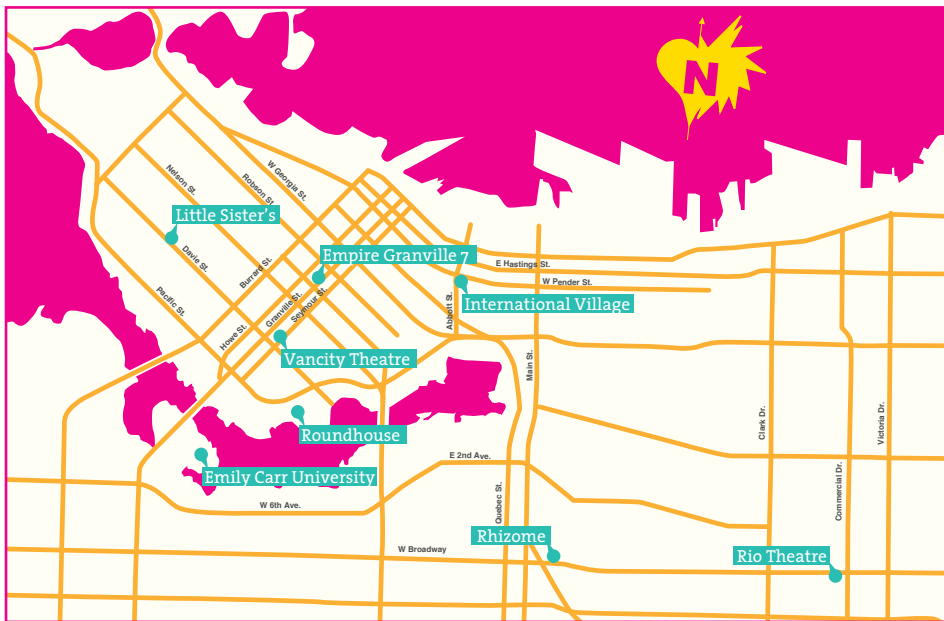 N
W Georgia St.
Nelson St.
Robson St.
Little Sister's
Davie St.
Empire Granville 7
E Hastings St.
Burrard St.
W Pender St.
Pacific St.
Granville St.
Seymour St.
International Village
Abbott St.
Howe St.
Vancity Theatre
Main St.
Roundhouse
Clark Dr.
Victoria Dr.
E 2nd Ave.
Emily Carr University
Commercial Dr.
W 6th Ave.
Quebec St.
Rhizome
W Broadway
Rio Theatre